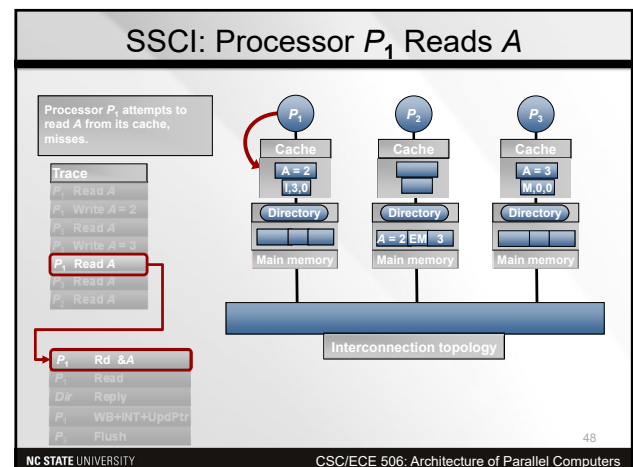 SSCI: Processor P1 Reads A
Processor P1 attempts to
read A from its cache,
misses.
Trace
P1 Read A
P1 Write A = 2
P3 Read A
P3 Write A = 3
P1 Read A
P3 Read A
P2 Read A
P1 Rd &A
P1 Read
Dir Reply
P1 WB+INT+UpdPtr
P3 Flush
P1 P2 P3
Cache Cache Cache
A = 2 A = 3
I,3,0 M,0,0
Directory Directory Directory
A = 2 EM 3
Main memory Main memory Main memory
Interconnection topology
48
NC STATE UNIVERSITY CSC/ECE 506: Architecture of Parallel Computers